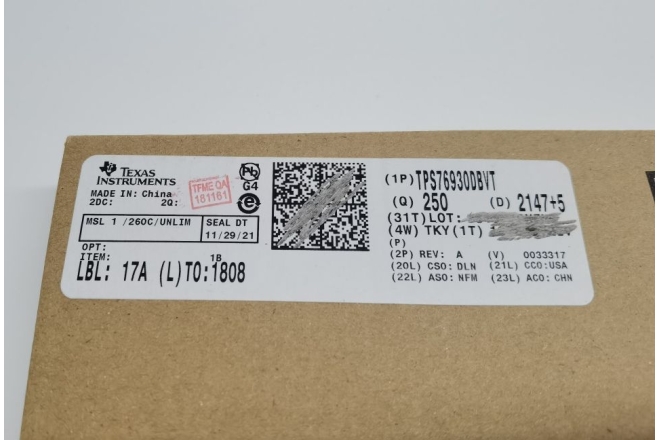 TEXAS
INSTRUMENTS
MADE IN: China
2DC: 2Q:
TFME QA
181161
Pb
G4
e
MSL 1 /260C/UNLIM
SEAL DT
11/29/21
OPT:
ITEM:
1B
LBL: 17A (L)TO:1808
(1P)TPS76930DBVT
(Q) 250 (D) 2147+5
(31T)LOT:
(4W) TKY(1T)
(P)
(2P) REV: A (V) 0033317
(20L) CSO: DLN (21L) CCO:USA
(22L) ASO: NFM (23L) ACO: CHN